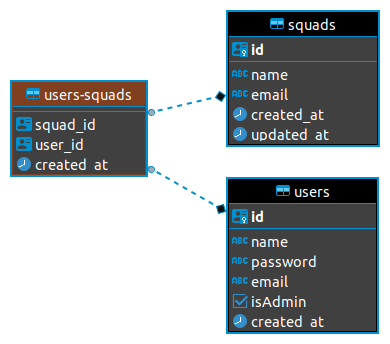 squads
id
name
email
created_at
updated_at
users-squads
squad_id
user_id
created_at
users
id
name
password
email
isAdmin
created_at